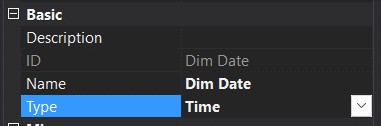 Basic
Description
ID Dim Date
Name Dim Date
Type Time